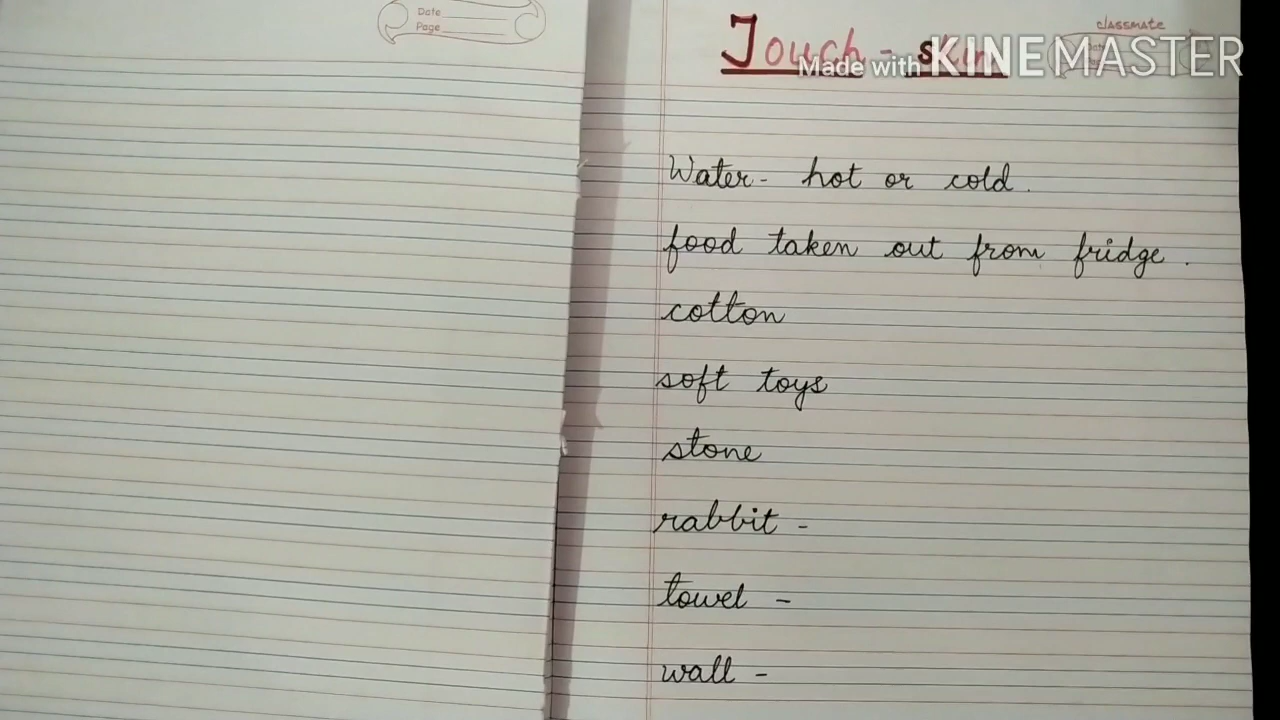 Date
Page
classmate
Touch - skin
Made with KINEMASTER
Water - hot or cold.
food taken out from fridge.
cotton
soft toys
stone
rabbit -
towel -
wall -